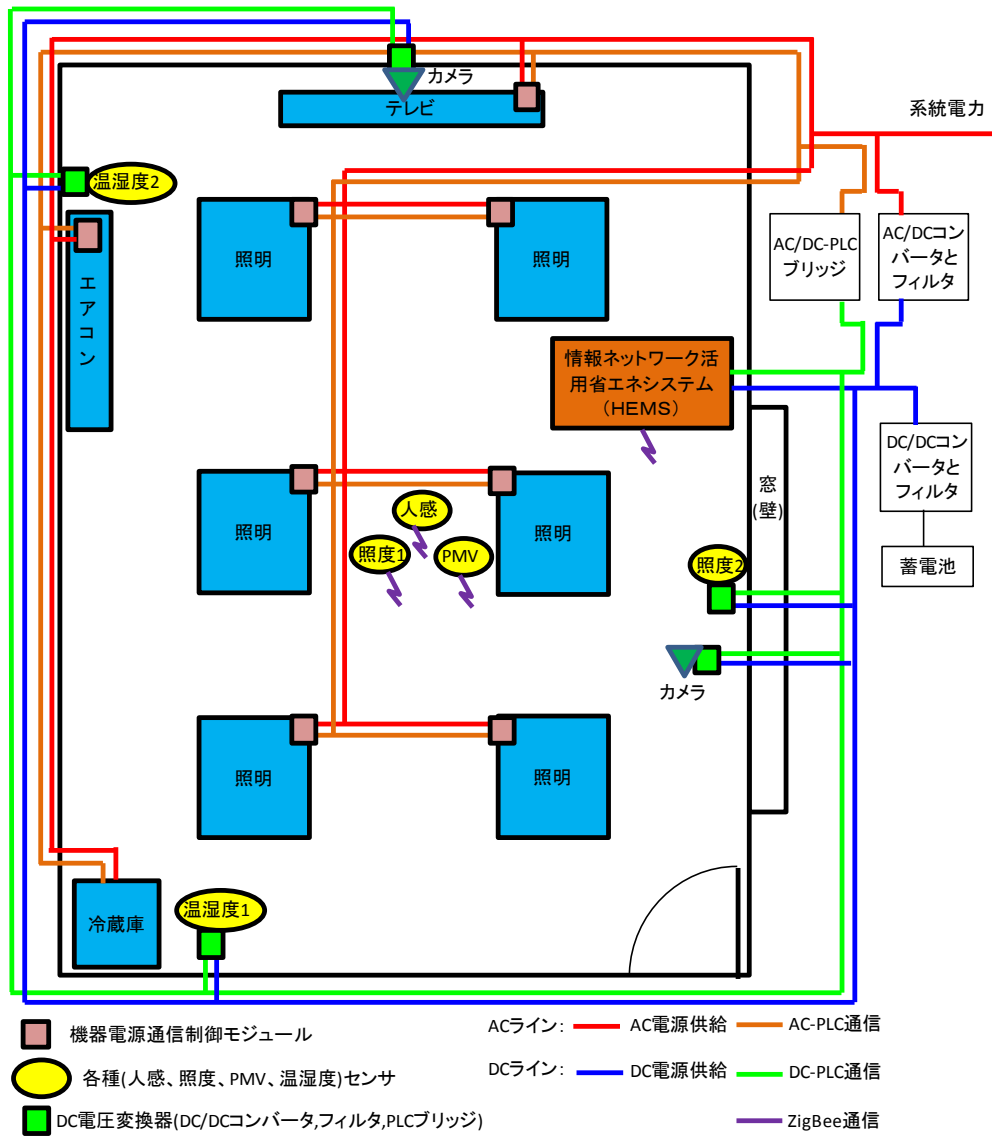 カメラ
テレビ
系統電力
温湿度2
エアコン
照明
照明
AC/DC-PLC
ブリッジ
AC/DCコン
バータと
フィルタ
情報ネットワーク活
用省エネシステム
(HEMS)
DC/DCコン
バータと
フィルタ
蓄電池
窓
(壁)
照明
人感
照度1
PMV
照明
照度2
カメラ
照明
照明
冷蔵庫
温湿度1
機器電源通信制御モジュール
各種(人感、照度、PMV、温湿度)センサ
DC電圧変換器(DC/DCコンバータ,フィルタ,PLCブリッジ)
ACライン: AC電源供給 AC-PLC通信
DCライン: DC電源供給 DC-PLC通信
ZigBee通信